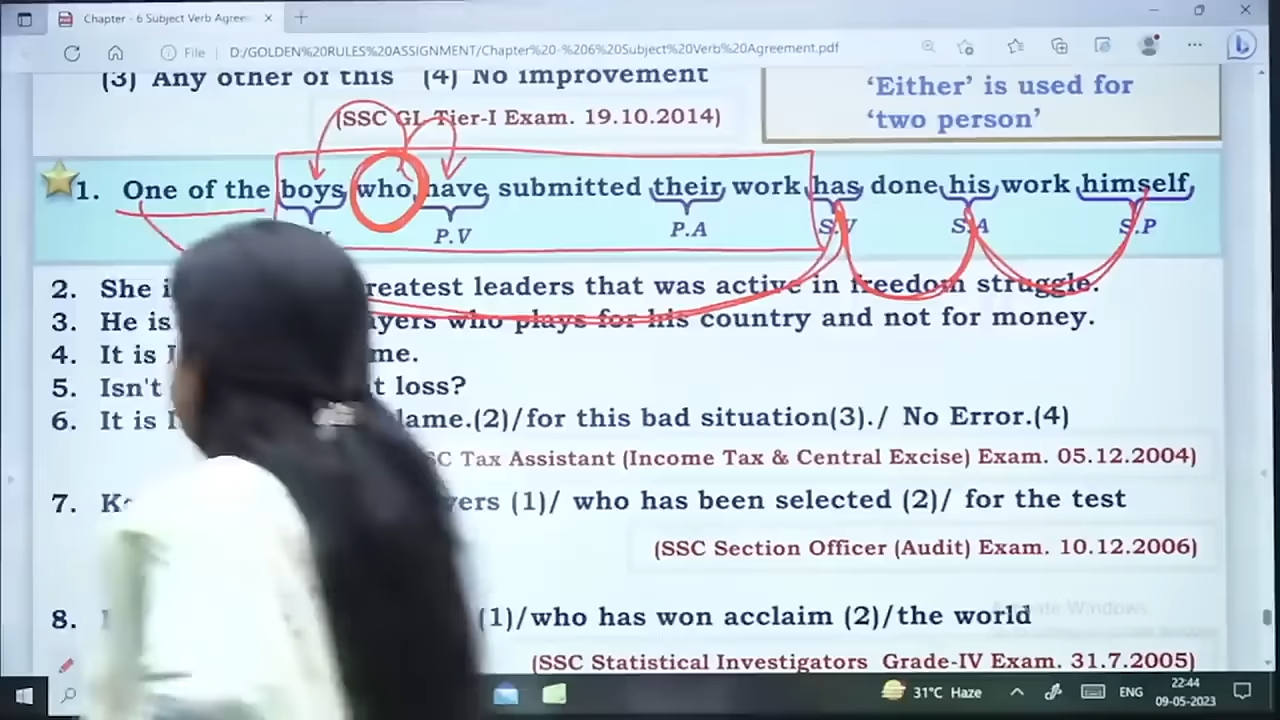 Chapter - 6 Subject Verb Agree
File D:/GOLDEN%20RULES%20ASSIGNMENT/Chapter%20-%206%20Subject%20Verb%20Agreement.pdf
(3) Any other of this (4) No improvement
'Either' is used for
'two person'
(SSC GL Tier-I Exam. 19.10.2014)
1. One of the boys who have submitted their work has done his work himself
P.V P.A S.V S.A S.P
2. She i reatest leaders that was active in freedom struggle.
3. He is yers who plays for his country and not for money.
4. It is I me.
5. Isn't t loss?
6. It is I lame.(2)/for this bad situation(3)./ No Error.(4)
C Tax Assistant (Income Tax & Central Excise) Exam. 05.12.2004)
7. K ers (1)/ who has been selected (2)/ for the test
(SSC Section Officer (Audit) Exam. 10.12.2006)
8. (1)/who has won acclaim (2)/the world
Activate Windows
(SSC Statistical Investigators Grade-IV Exam. 31.7.2005)
31°C Haze ENG 22:44
09-05-2023